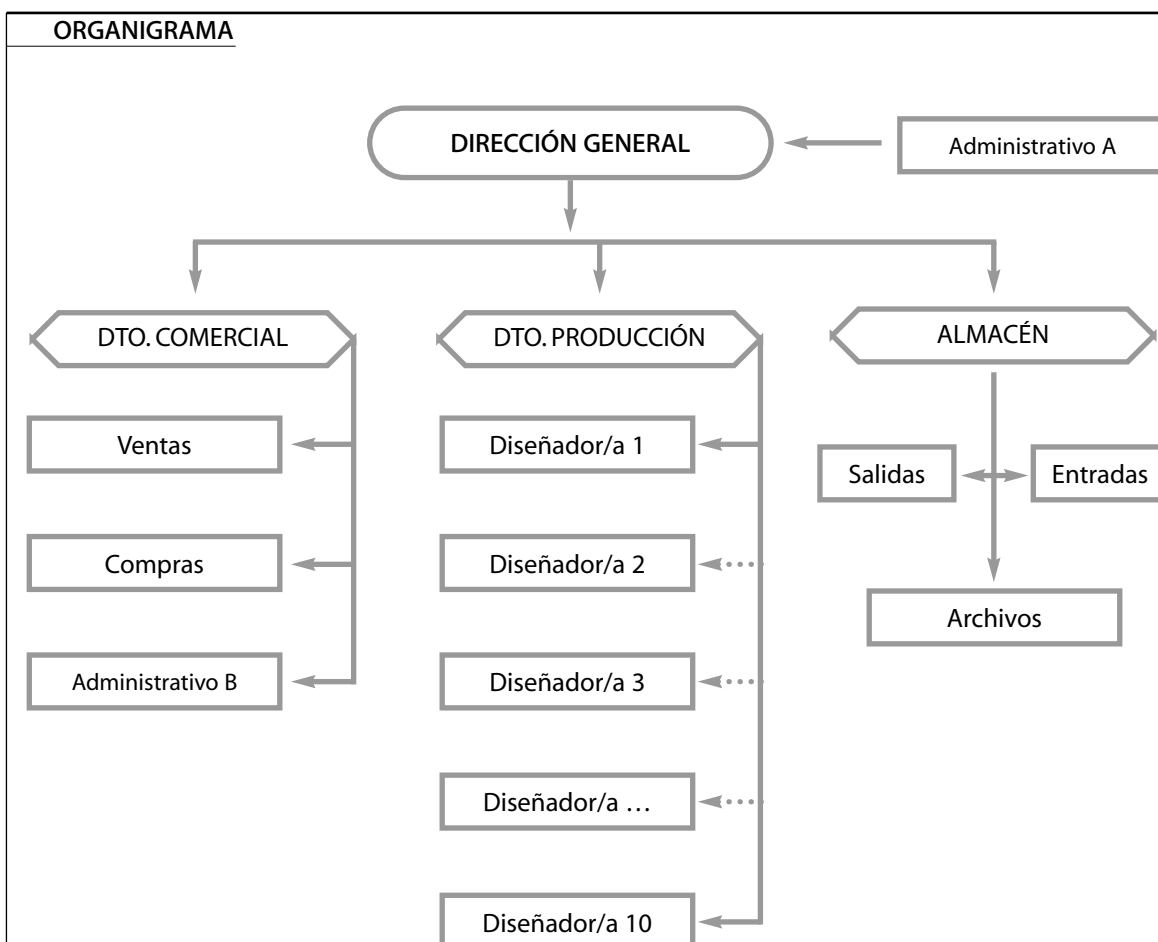 ORGANIGRAMA
DIRECCIÓN GENERAL
Administrativo A
DTO. COMERCIAL
DTO. PRODUCCIÓN
ALMACÉN
Ventas
Diseñador/a 1
Salidas
Entradas
Compras
Diseñador/a 2
Archivos
Administrativo B
Diseñador/a 3
Diseñador/a …
Diseñador/a 10